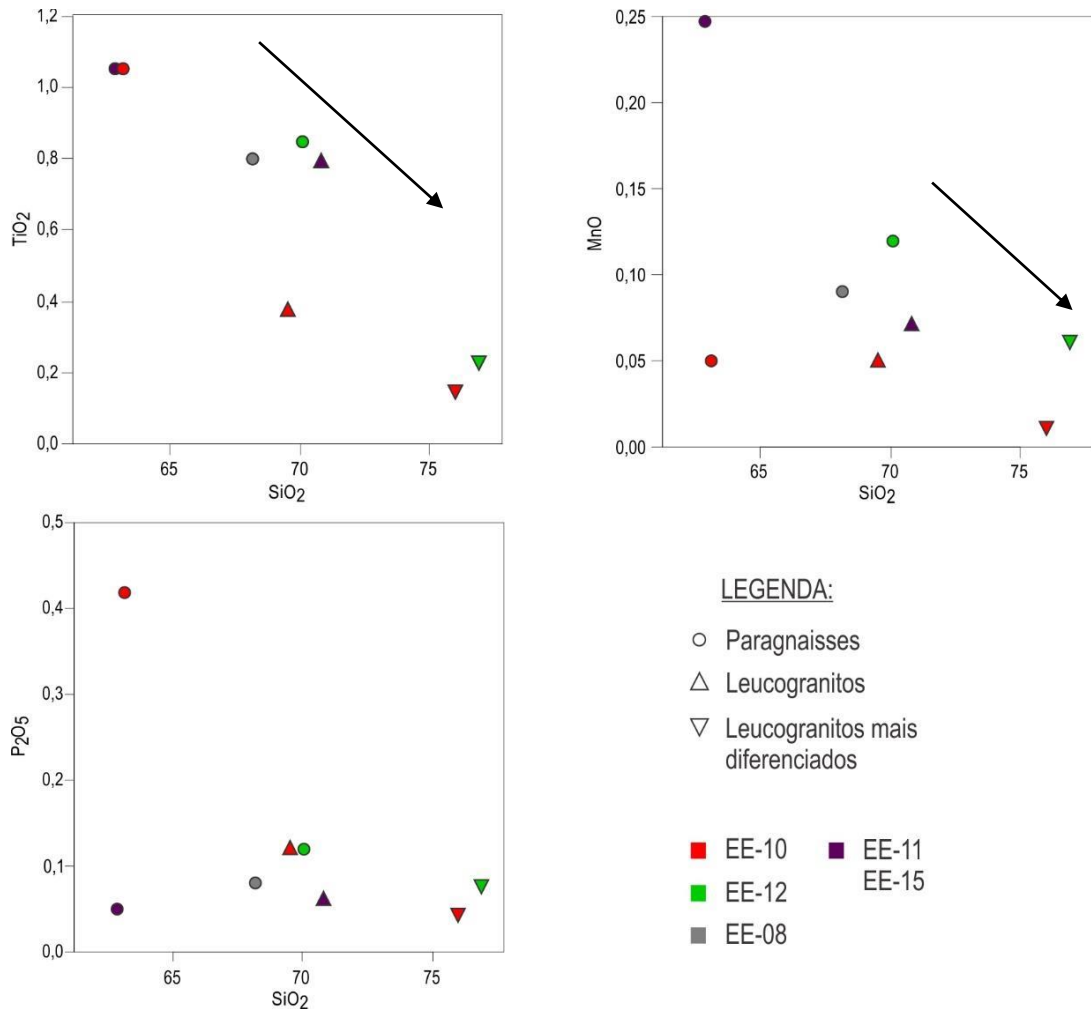 1,2
1,0
0,8
0,6
0,4
0,2
0,0
TiO2
65 70 75
SiO2
0,25
0,20
0,15
0,10
0,05
0,00
MnO
65 70 75
SiO2
0,5
0,4
0,3
0,2
0,1
0,0
P2O5
65 70 75
SiO2
LEGENDA:
Paragnaisses
Leucogranitos
Leucogranitos mais
diferenciados
EE-10
EE-12
EE-08
EE-11
EE-15